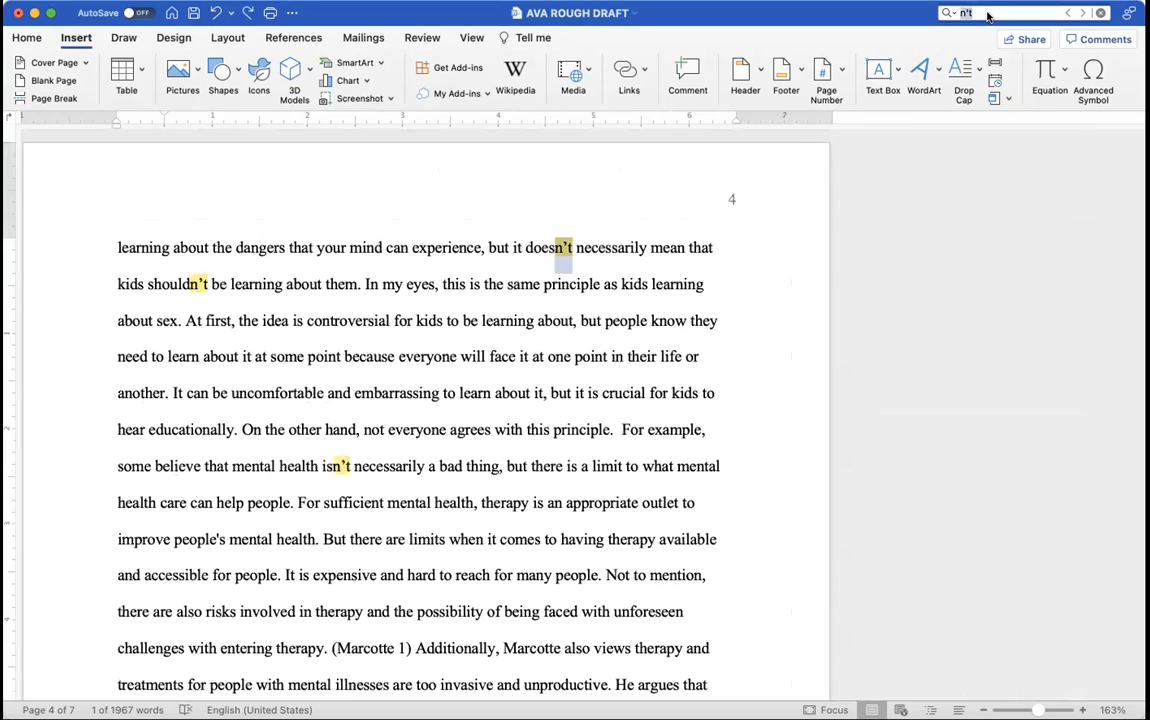 AutoSave OFF AVA ROUGH DRAFT n't
Home Insert Draw Design Layout References Mailings Review View Tell me Share Comments
Cover Page
Blank Page
Page Break
Table
Pictures
Shapes
Icons
3D
Models
SmartArt
Chart
Screenshot
Get Add-ins
My Add-ins
Wikipedia
Media
Links
Comment
Header
Footer
Page
Number
Text Box
WordArt
Drop
Cap
Equation
Advanced
Symbol
1 1 2 3 4 5 6 7
4
learning about the dangers that your mind can experience, but it doesn’t necessarily mean that
kids shouldn’t be learning about them. In my eyes, this is the same principle as kids learning
about sex. At first, the idea is controversial for kids to be learning about, but people know they
need to learn about it at some point because everyone will face it at one point in their life or
another. It can be uncomfortable and embarrassing to learn about it, but it is crucial for kids to
hear educationally. On the other hand, not everyone agrees with this principle.  For example,
some believe that mental health isn’t necessarily a bad thing, but there is a limit to what mental
health care can help people. For sufficient mental health, therapy is an appropriate outlet to
improve people's mental health. But there are limits when it comes to having therapy available
and accessible for people. It is expensive and hard to reach for many people. Not to mention,
there are also risks involved in therapy and the possibility of being faced with unforeseen
challenges with entering therapy. (Marcotte 1) Additionally, Marcotte also views therapy and
treatments for people with mental illnesses are too invasive and unproductive. He argues that
Page 4 of 7 1 of 1967 words English (United States) Focus 163%